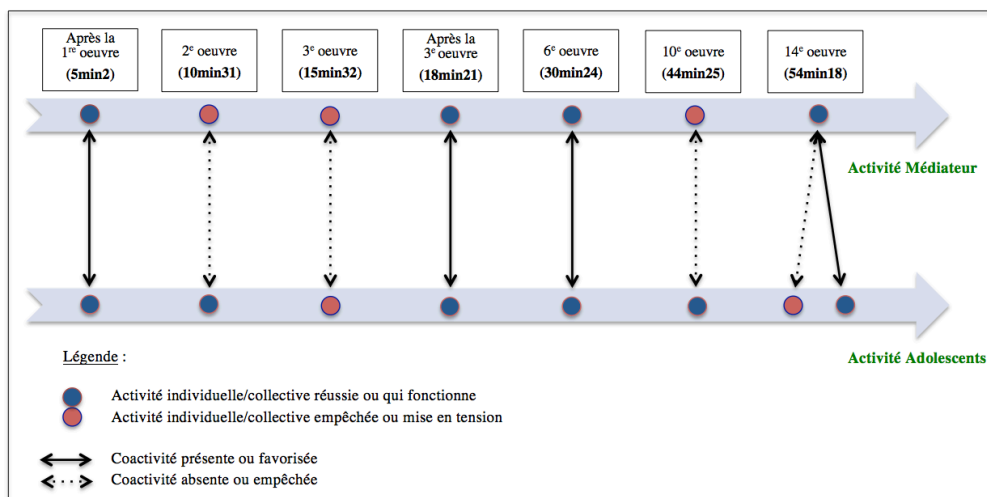 Après la
1re oeuvre
(5min2)
2e oeuvre
(10min31)
3e oeuvre
(15min32)
Après la
3e oeuvre
(18min21)
6e oeuvre
(30min24)
10e oeuvre
(44min25)
14e oeuvre
(54min18)
Activité Médiateur
Activité Adolescents
Légende :
Activité individuelle/collective réussie ou qui fonctionne
Activité individuelle/collective empêchée ou mise en tension
Coactivité présente ou favorisée
Coactivité absente ou empêchée